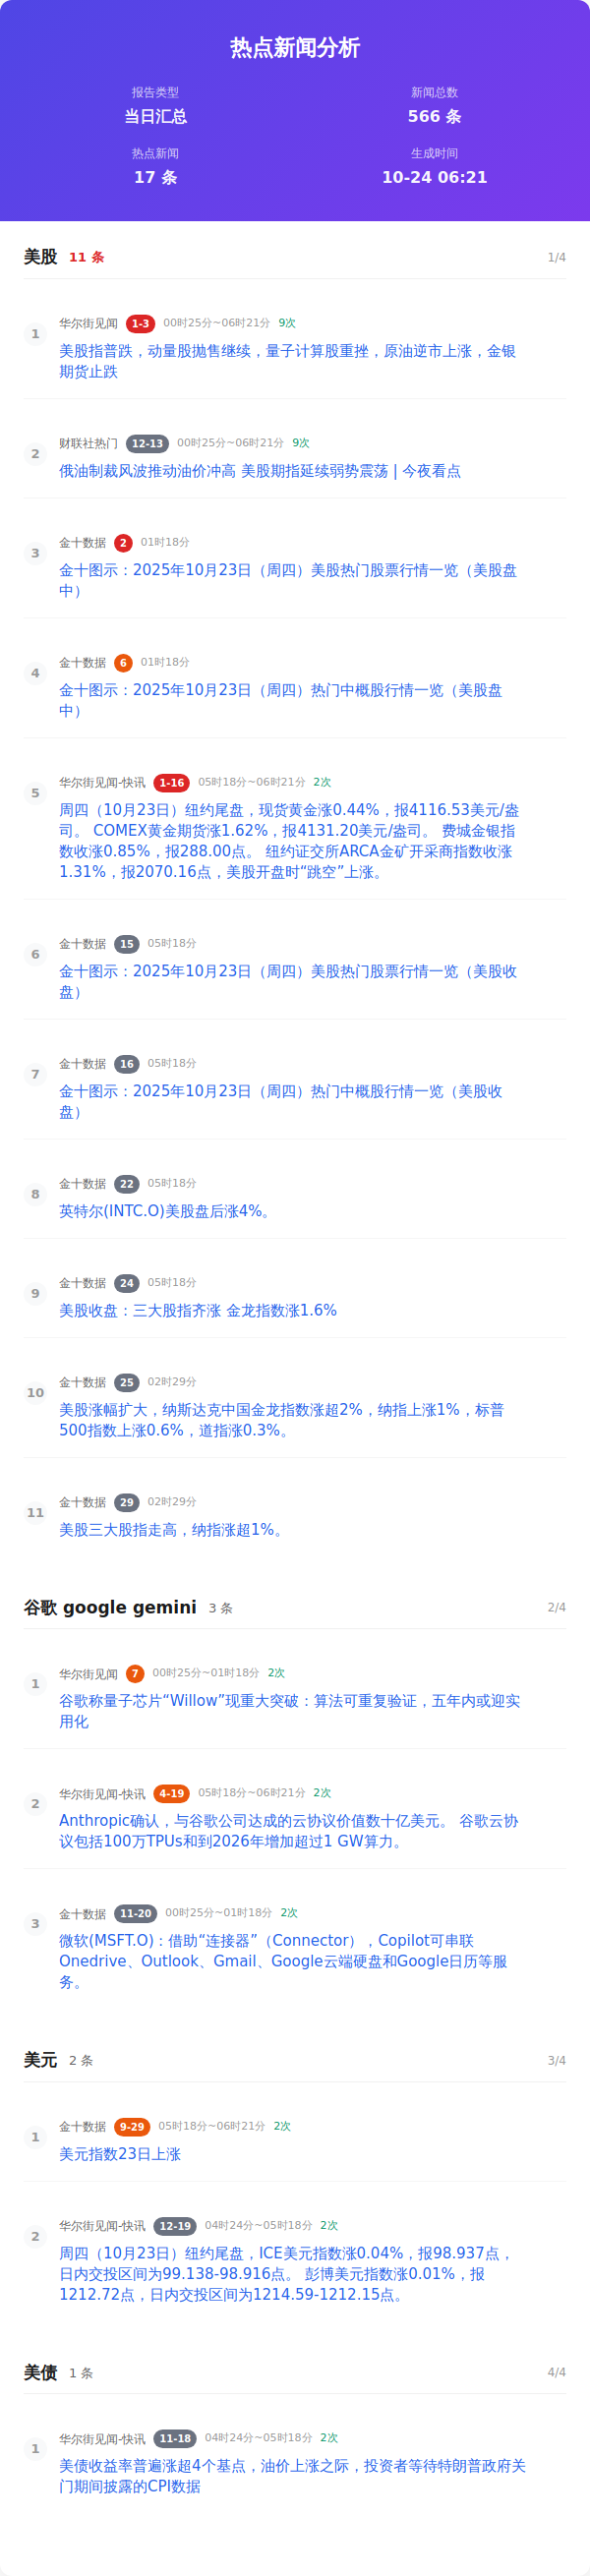 热点新闻分析
报告类型
当日汇总
新闻总数
566 条
热点新闻
17 条
生成时间
10-24 06:21
美股 11 条 1/4
1
华尔街见闻 1-3 00时25分~06时21分 9次
美股指普跌，动量股抛售继续，量子计算股重挫，原油逆市上涨，金银
期货止跌
2
财联社热门 12-13 00时25分~06时21分 9次
俄油制裁风波推动油价冲高 美股期指延续弱势震荡 | 今夜看点
3
金十数据 2 01时18分
金十图示：2025年10月23日（周四）美股热门股票行情一览（美股盘
中）
4
金十数据 6 01时18分
金十图示：2025年10月23日（周四）热门中概股行情一览（美股盘
中）
5
华尔街见闻-快讯 1-16 05时18分~06时21分 2次
周四（10月23日）纽约尾盘，现货黄金涨0.44%，报4116.53美元/盎
司。 COMEX黄金期货涨1.62%，报4131.20美元/盎司。 费城金银指
数收涨0.85%，报288.00点。 纽约证交所ARCA金矿开采商指数收涨
1.31%，报2070.16点，美股开盘时“跳空”上涨。
6
金十数据 15 05时18分
金十图示：2025年10月23日（周四）美股热门股票行情一览（美股收
盘）
7
金十数据 16 05时18分
金十图示：2025年10月23日（周四）热门中概股行情一览（美股收
盘）
8
金十数据 22 05时18分
英特尔(INTC.O)美股盘后涨4%。
9
金十数据 24 05时18分
美股收盘：三大股指齐涨 金龙指数涨1.6%
10
金十数据 25 02时29分
美股涨幅扩大，纳斯达克中国金龙指数涨超2%，纳指上涨1%，标普
500指数上涨0.6%，道指涨0.3%。
11
金十数据 29 02时29分
美股三大股指走高，纳指涨超1%。
谷歌 google gemini 3 条 2/4
1
华尔街见闻 7 00时25分~01时18分 2次
谷歌称量子芯片“Willow”现重大突破：算法可重复验证，五年内或迎实
用化
2
华尔街见闻-快讯 4-19 05时18分~06时21分 2次
Anthropic确认，与谷歌公司达成的云协议价值数十亿美元。 谷歌云协
议包括100万TPUs和到2026年增加超过1 GW算力。
3
金十数据 11-20 00时25分~01时18分 2次
微软(MSFT.O)：借助“连接器”（Connector），Copilot可串联
Onedrive、Outlook、Gmail、Google云端硬盘和Google日历等服
务。
美元 2 条 3/4
1
金十数据 9-29 05时18分~06时21分 2次
美元指数23日上涨
2
华尔街见闻-快讯 12-19 04时24分~05时18分 2次
周四（10月23日）纽约尾盘，ICE美元指数涨0.04%，报98.937点，
日内交投区间为99.138-98.916点。 彭博美元指数涨0.01%，报
1212.72点，日内交投区间为1214.59-1212.15点。
美债 1 条 4/4
1
华尔街见闻-快讯 11-18 04时24分~05时18分 2次
美债收益率普遍涨超4个基点，油价上涨之际，投资者等待特朗普政府关
门期间披露的CPI数据